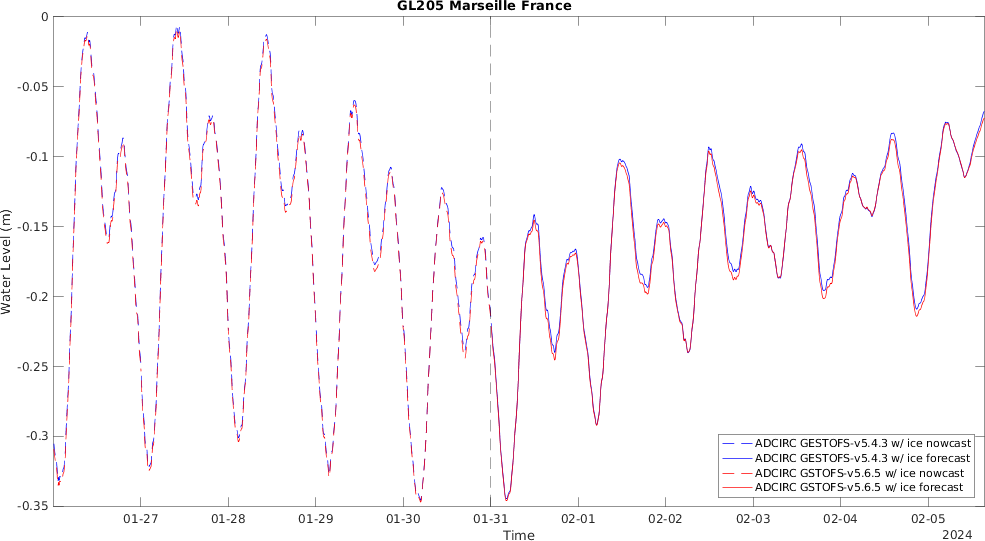 GL205 Marseille France
0
-0.05
-0.1
-0.15
-0.2
-0.25
-0.3
-0.35
Water Level (m)
ADCIRC GESTOFS-v5.4.3 w/ ice nowcast
ADCIRC GESTOFS-v5.4.3 w/ ice forecast
ADCIRC GSTOFS-v5.6.5 w/ ice nowcast
ADCIRC GSTOFS-v5.6.5 w/ ice forecast
01-27 01-28 01-29 01-30 01-31 02-01 02-02 02-03 02-04 02-05
Time
2024